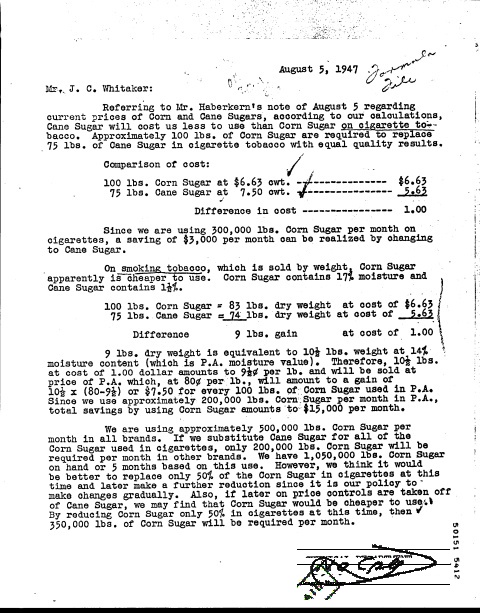 August 5, 1947
Formula
File
Mr. J. C. Whitaker:
Referring to Mr. Haberkern's note of August 5 regarding
current prices of Corn and Cane Sugars, according to our calculations,
Cane Sugar will cost us less to use than Corn Sugar on cigarette to-
bacco. Approximately 100 lbs. of Corn Sugar are required to replace
75 lbs. of Cane Sugar in cigarette tobacco with equal quality results.
Comparison of cost:
100 lbs. Corn Sugar at $6.63 cwt. --------------- $6.63
75 lbs. Cane Sugar at 7.50 cwt. --------------- 5.63
Difference in cost --------------- 1.00
Since we are using 300,000 lbs. Corn Sugar per month on
cigarettes, a saving of $3,000 per month can be realized by changing
to Cane Sugar.
On smoking tobacco, which is sold by weight, Corn Sugar
apparently is cheaper to use. Corn Sugar contains 17% moisture and
Cane Sugar contains 1½%.
100 lbs. Corn Sugar = 83 lbs. dry weight at cost of $6.63
75 lbs. Cane Sugar = 74 lbs. dry weight at cost of 5.63
Difference 9 lbs. gain at cost of 1.00
9 lbs. dry weight is equivalent to 10½ lbs. weight at 14%
moisture content (which is P.A. moisture value). Therefore, 10½ lbs.
at cost of 1.00 dollar amounts to 9½¢ per lb. and will be sold at
price of P.A. which, at 80¢ per lb., will amount to a gain of
10½ x (80-9½) or $7.50 for every 100 lbs. of Corn Sugar used in P.A.
Since we use approximately 200,000 lbs. Corn Sugar per month in P.A.,
total savings by using Corn Sugar amounts to $15,000 per month.
We are using approximately 500,000 lbs. Corn Sugar per
month in all brands. If we substitute Cane Sugar for all of the
Corn Sugar used in cigarettes, only 200,000 lbs. Corn Sugar will be
required per month in other brands. We have 1,050,000 lbs. Corn Sugar
on hand or 5 months based on this use. However, we think it would
be better to replace only 50% of the Corn Sugar in cigarettes at this
time and later make a further reduction since it is our policy to
make changes gradually. Also, if later on price controls are taken off
of Cane Sugar, we may find that Corn Sugar would be cheaper to use.
By reducing Corn Sugar only 50% in cigarettes at this time, then
350,000 lbs. of Corn Sugar will be required per month.
50151 5412